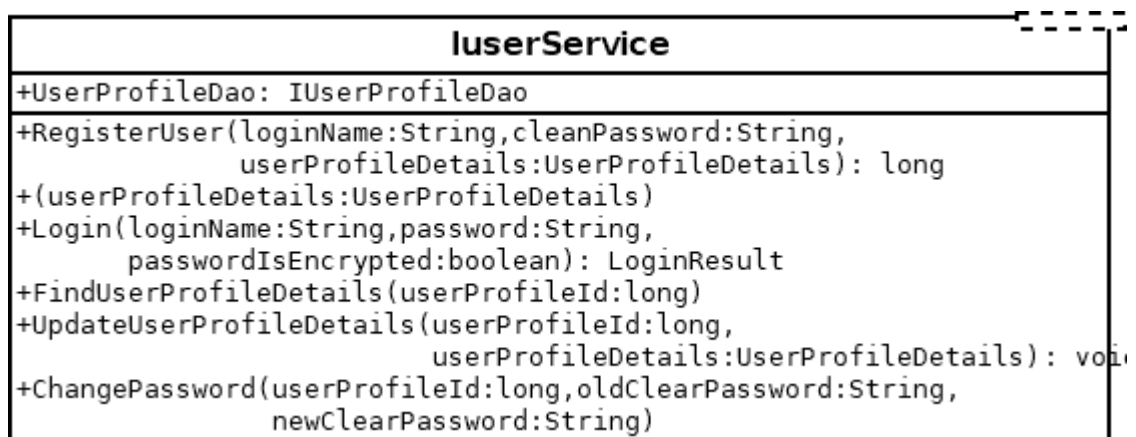 IuserService
+UserProfileDao: IUserProfileDao
+RegisterUser(loginName:String,cleanPassword:String,
userProfileDetails:UserProfileDetails): long
+(userProfileDetails:UserProfileDetails)
+Login(loginName:String,password:String,
passwordIsEncrypted:boolean): LoginResult
+FindUserProfileDetails(userProfileId:long)
+UpdateUserProfileDetails(userProfileId:long,
userProfileDetails:UserProfileDetails): voi
+ChangePassword(userProfileId:long,oldClearPassword:String,
newClearPassword:String)